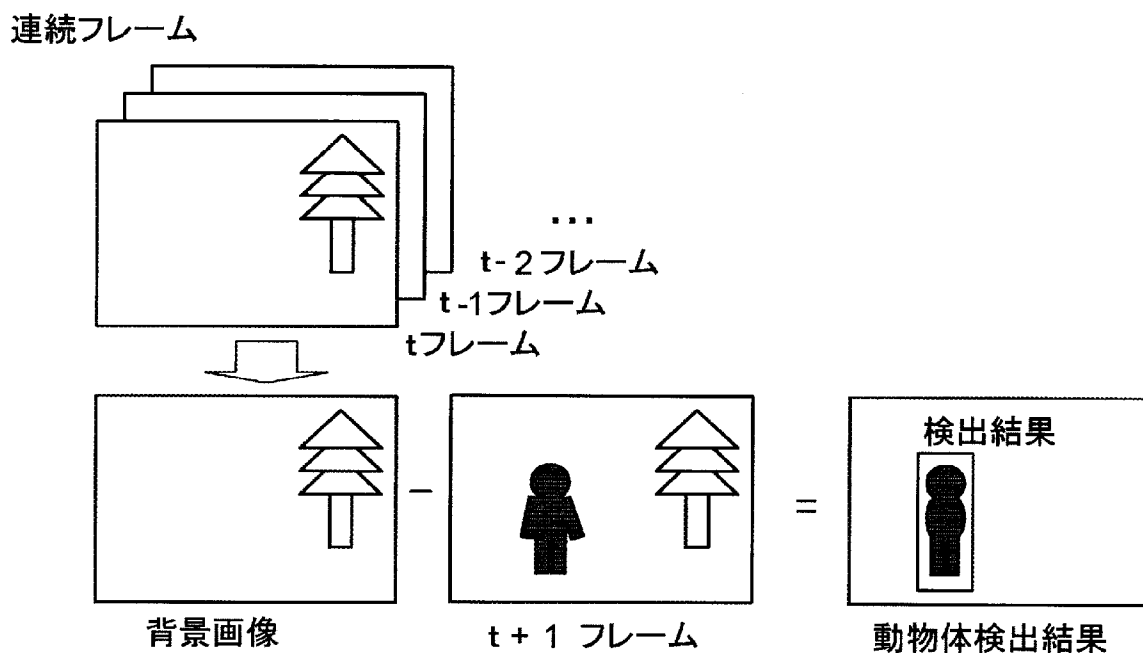 連続フレーム
...
t-2フレーム
t-1フレーム
tフレーム
検出結果
背景画像
t+1 フレーム
動物体検出結果